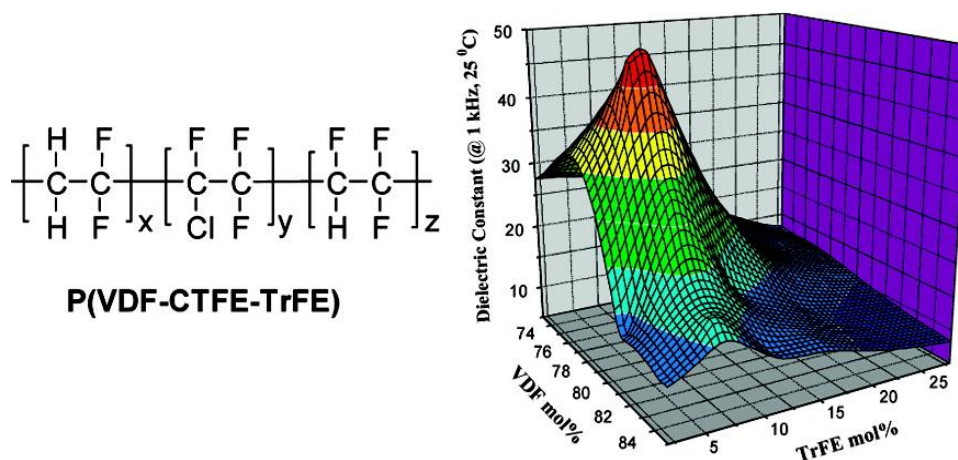 H F F F F F
C C C C C C
H F x Cl F y H F z
P(VDF-CTFE-TrFE)
Dielectric Constant (@ 1 kHz, 25 ⁰C)
50
40
30
20
10
74
76
78
80
82
84
VDF mol%
5
10
15
20
25
TrFE mol%